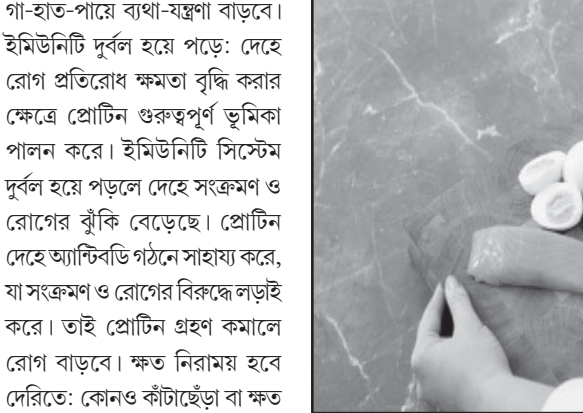 গা-হাত-পায়ে ব্যথা-যন্ত্রণা বাড়বে।
ইমিউনিটি দুর্বল হয়ে পড়ে: দেহে
রোগ প্রতিরোধ ক্ষমতা বৃদ্ধি করার
ক্ষেত্রে প্রোটিন গুরুত্বপূর্ণ ভূমিকা
পালন করে। ইমিউনিটি সিস্টেম
দুর্বল হয়ে পড়লে দেহে সংক্রমণ ও
রোগের ঝুঁকি বেড়েছে। প্রোটিন
দেহে অ্যান্টিবডি গঠনে সাহায্য করে,
যা সংক্রমণ ও রোগের বিরুদ্ধে লড়াই
করে। তাই প্রোটিন গ্রহণ কমালে
রোগ বাড়বে। ক্ষত নিরাময় হবে
দেরিতে: কোনও কাঁটাছেঁড়া বা ক্ষত